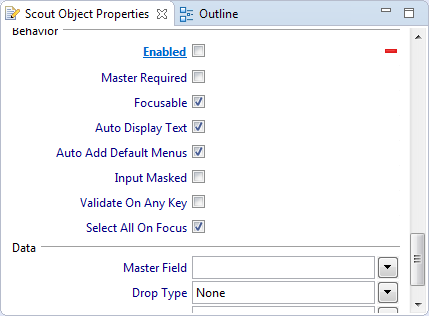 Scout Object Properties Outline
Behavior
Enabled
Master Required
Focusable
Auto Display Text
Auto Add Default Menus
Input Masked
Validate On Any Key
Select All On Focus
Data
Master Field
Drop Type None